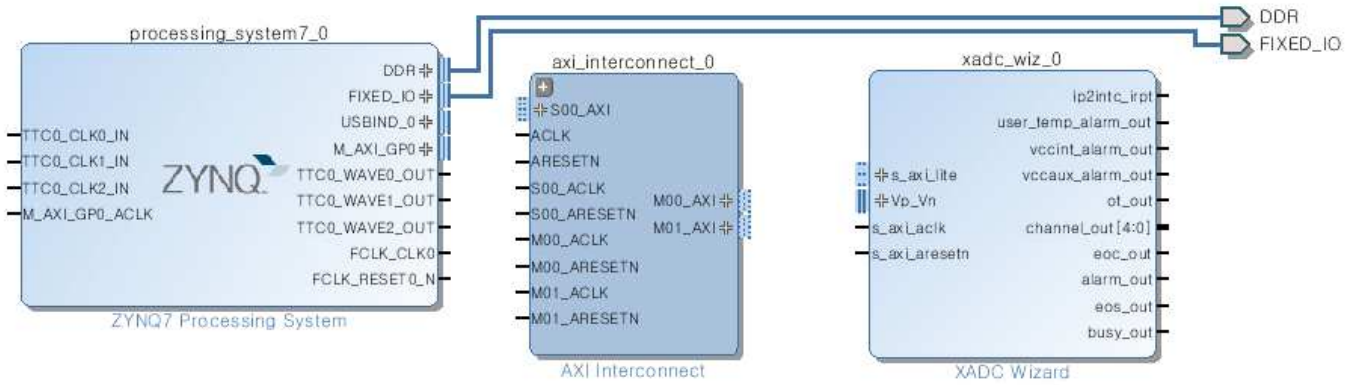 processing_system7_0
DDR
FIXED_IO
USBIND_0
M_AXI_GP0
TTC0_WAVE0_OUT
TTC0_WAVE1_OUT
TTC0_WAVE2_OUT
FCLK_CLK0
FCLK_RESET0_N
TTC0_CLK0_IN
TTC0_CLK1_IN
TTC0_CLK2_IN
M_AXI_GP0_ACLK
ZYNQ
ZYNQ7 Processing System
axi_interconnect_0
S00_AXI
ACLK
ARESETN
S00_ACLK
S00_ARESETN
M00_ACLK
M00_ARESETN
M01_ACLK
M01_ARESETN
M00_AXI
M01_AXI
AXI Interconnect
xadc_wiz_0
s_axi_lite
Vp_Vn
s_axi_aclk
s_axi_aresetn
ip2intc_irpt
user_temp_alarm_out
vccint_alarm_out
vccaux_alarm_out
ot_out
channel_out[4:0]
eoc_out
alarm_out
eos_out
busy_out
XADC Wizard
DDR
FIXED_IO